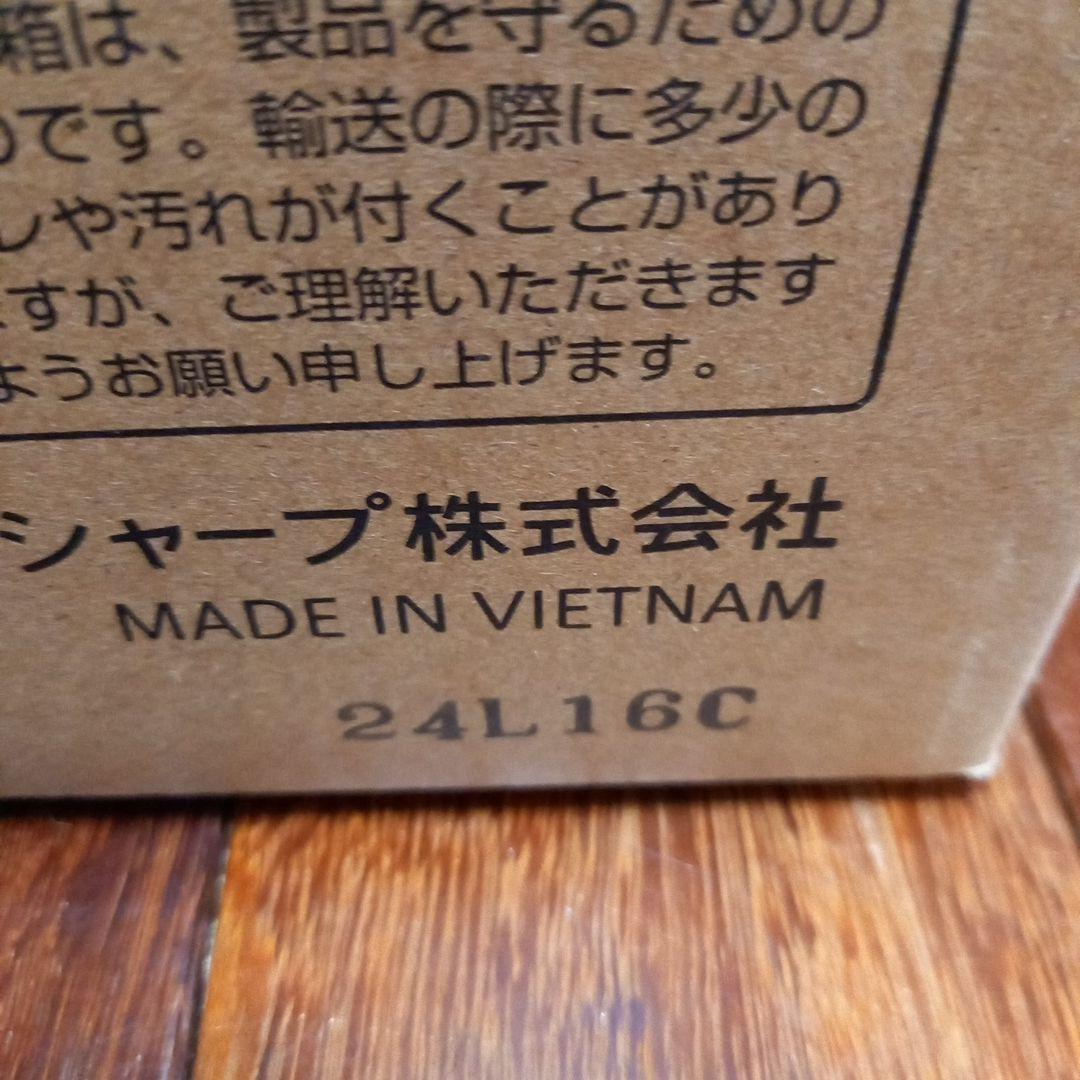 箱は、製品を守るための
のです。輸送の際に多少の
や汚れが付くことがあり
ますが、ご理解いただきます
ようお願い申し上げます。
シャープ株式会社
MADE IN VIETNAM
24L16C